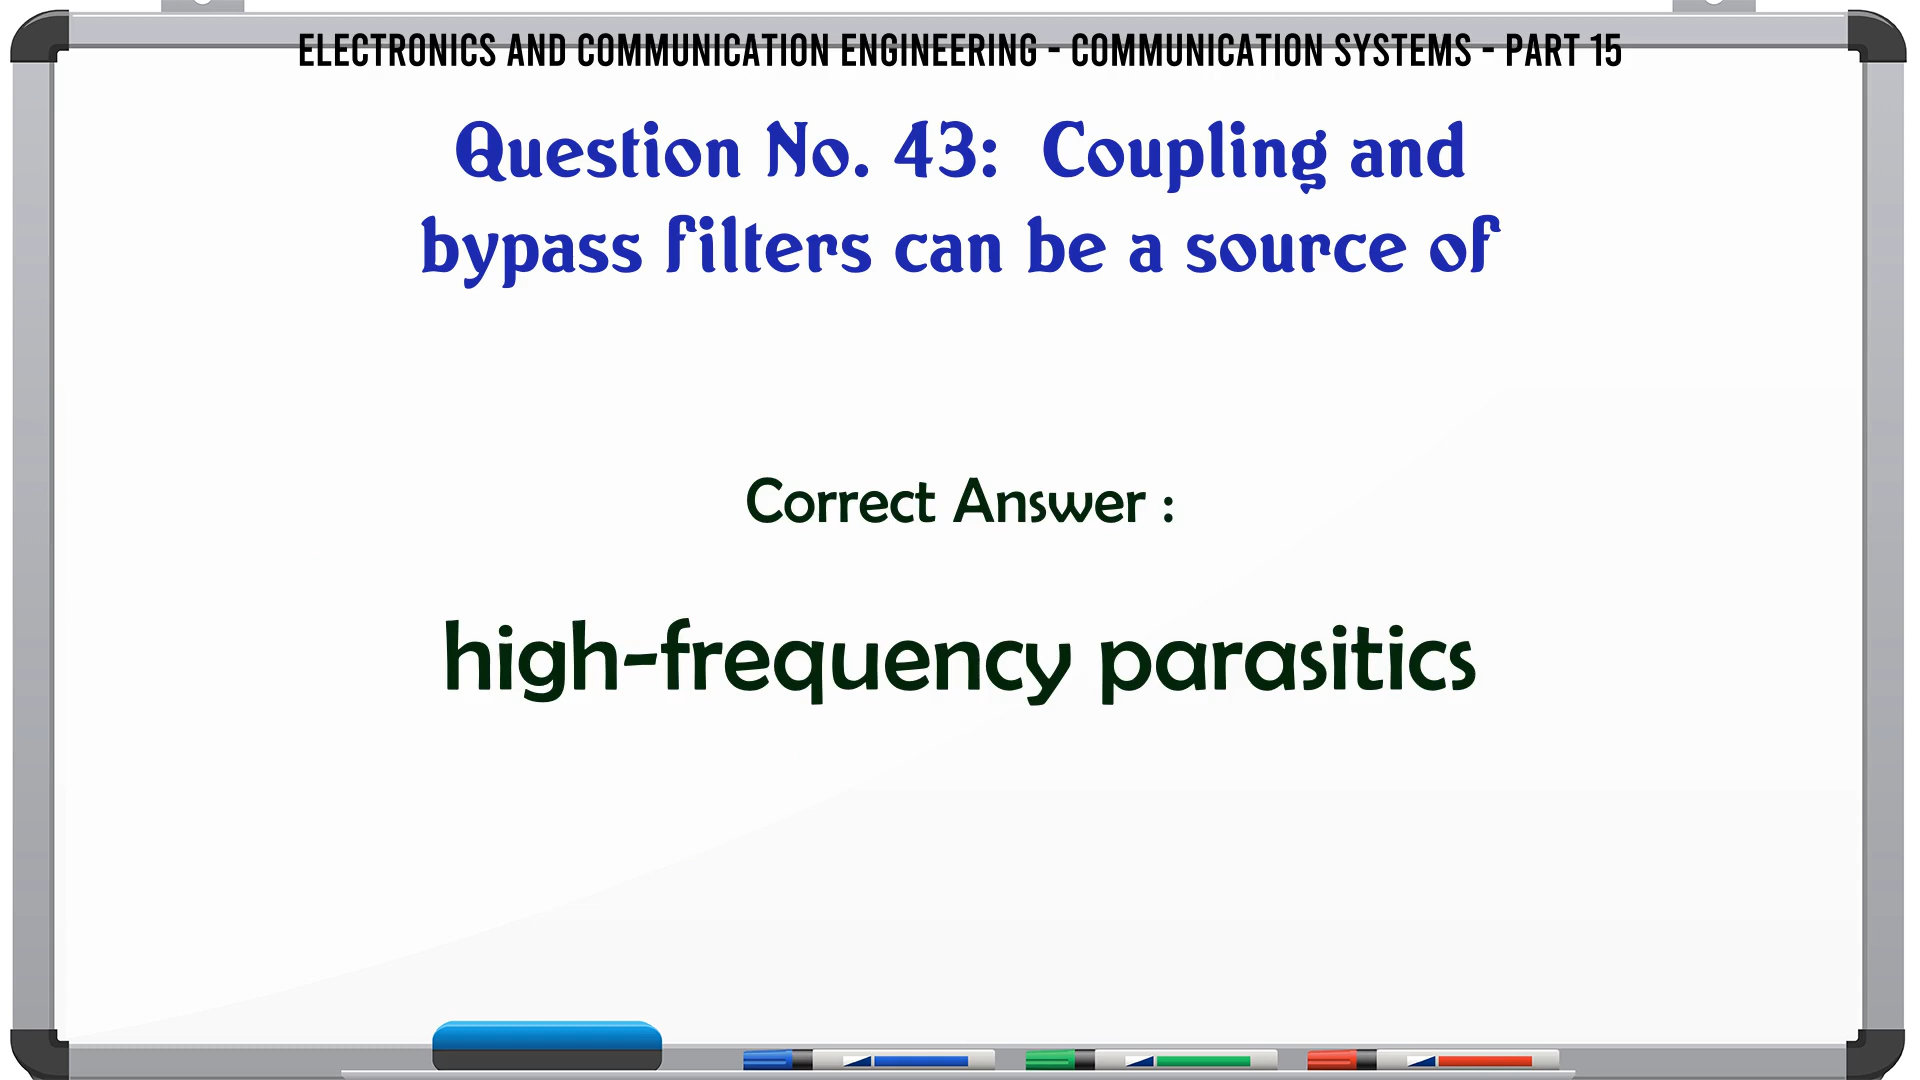 ELECTRONICS AND COMMUNICATION ENGINEERING - COMMUNICATION SYSTEMS - PART 15
Question No. 43: Coupling and
bypass filters can be a source of
Correct Answer :
high-frequency parasitics